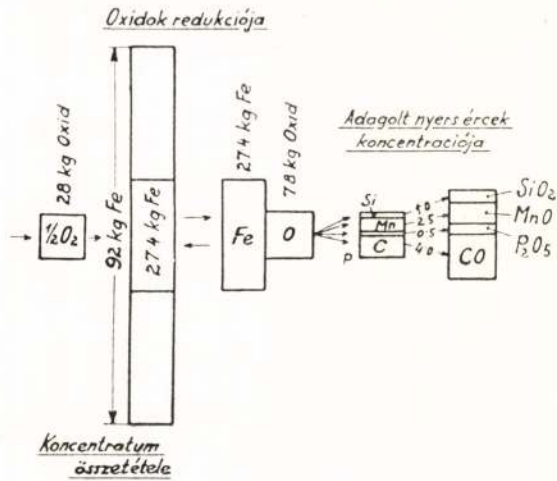 Oxidok redukciója
28 kg Oxid
½O₂
92 kg Fe
274 kg Fe
274 kg Fe
Fe
78 kg Oxid
O
Adagolt nyers ércek
koncentrációja
Si
Mn
P
C
1.0
2.5
0.5
4.0
SiO₂
MnO
P₂O₅
CO
Koncentratum
összetétele